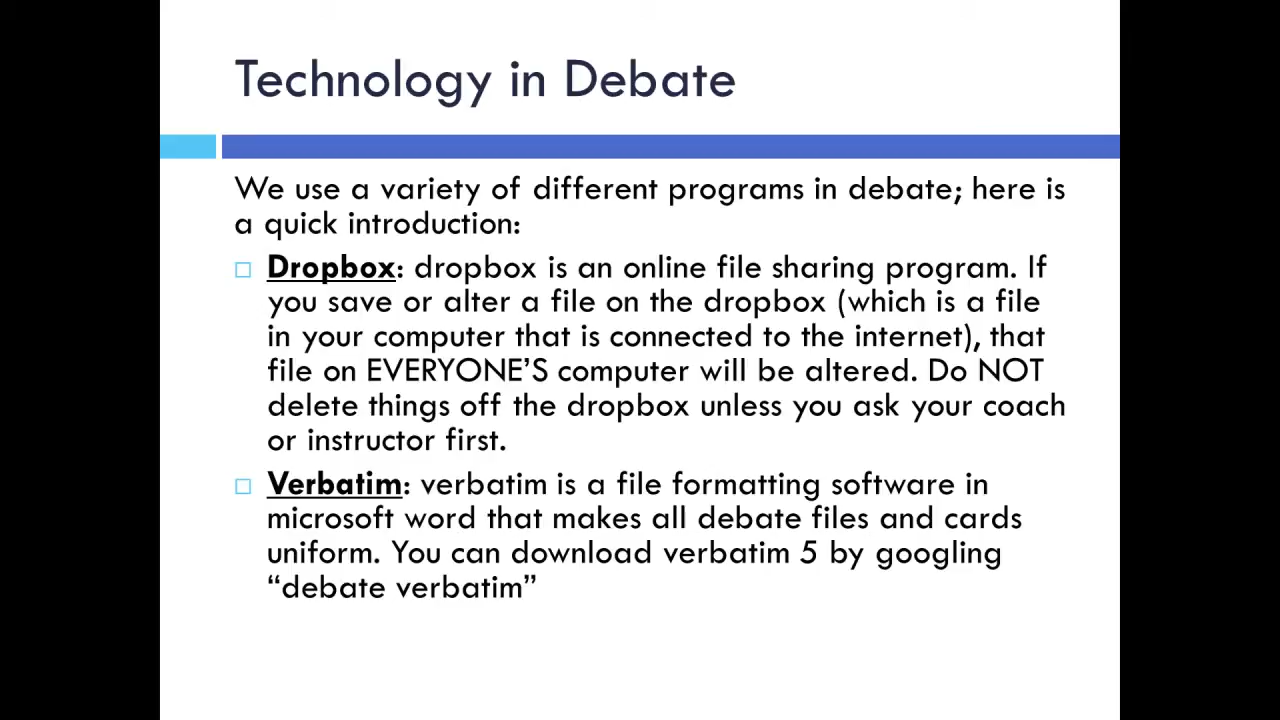 Technology in Debate
We use a variety of different programs in debate; here is
a quick introduction:
Dropbox: dropbox is an online file sharing program. If
you save or alter a file on the dropbox (which is a file
in your computer that is connected to the internet), that
file on EVERYONE’S computer will be altered. Do NOT
delete things off the dropbox unless you ask your coach
or instructor first.
Verbatim: verbatim is a file formatting software in
microsoft word that makes all debate files and cards
uniform. You can download verbatim 5 by googling
“debate verbatim”